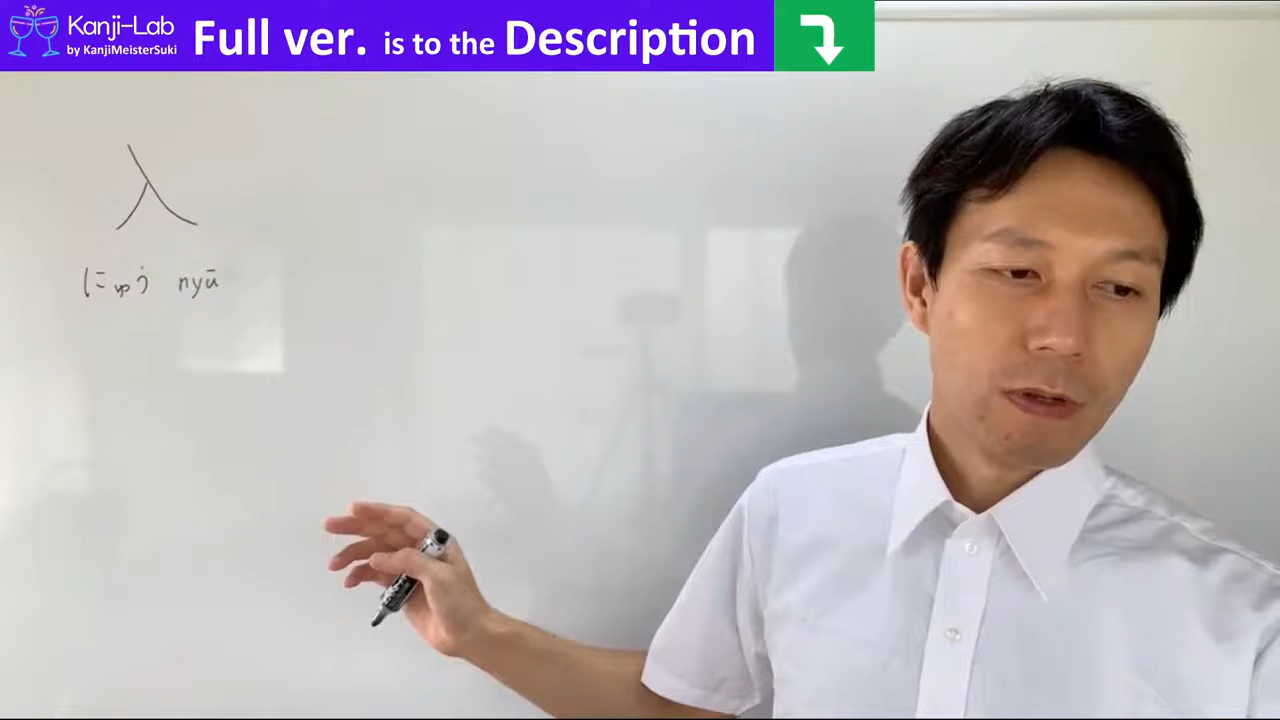 Kanji-Lab
by KanjiMeisterSuki
Full ver. is to the Description
入
にゅう nyū